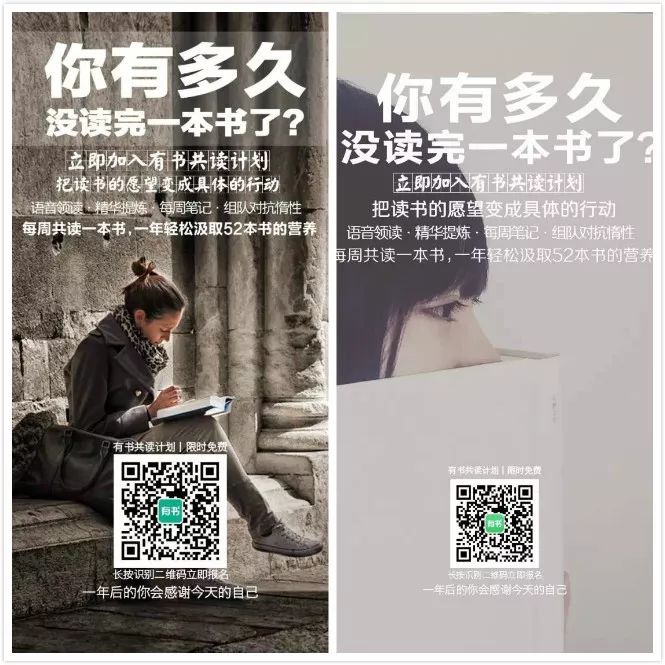 你有多久
没读完一本书了?
立即加入有书共读计划
把读书的愿望变成具体的行动
语音领读·精华提炼·每周笔记·组队对抗惰性
每周共读一本书,一年轻松汲取52本书的营养
有书共读计划|限时免费
有书
长按识别二维码立即报名
一年后的你会感谢今天的自己
你有多久
没读完一本书了?
立即加入有书共读计划
把读书的愿望变成具体的行动
语音领读·精华提炼·每周笔记·组队对抗惰性
每周共读一本书,一年轻松汲取52本书的营养
有书共读计划|限时免费
有书
长按识别二维码立即报名
一年后的你会感谢今天的自己